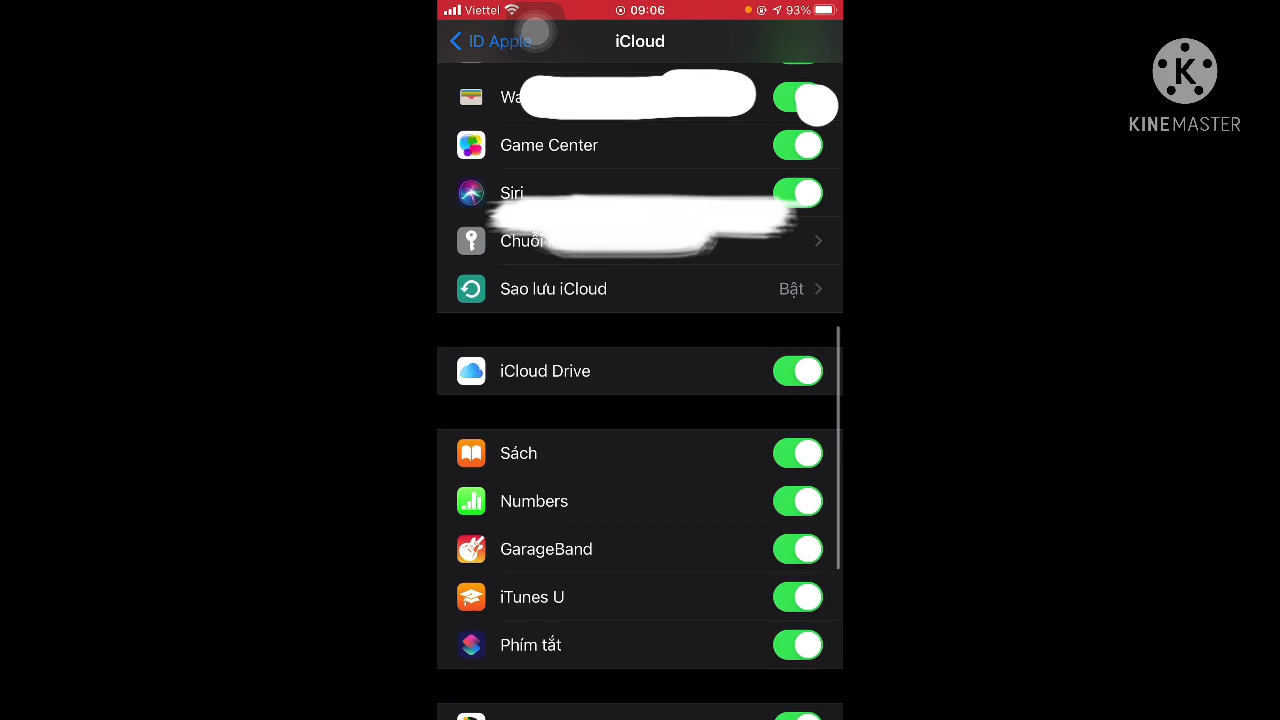 Viettel 09:06 93%
ID Apple iCloud
Game Center
Siri
Sao lưu iCloud Bật
iCloud Drive
Sách
Numbers
GarageBand
iTunes U
Phím tắt
K
KINEMASTER